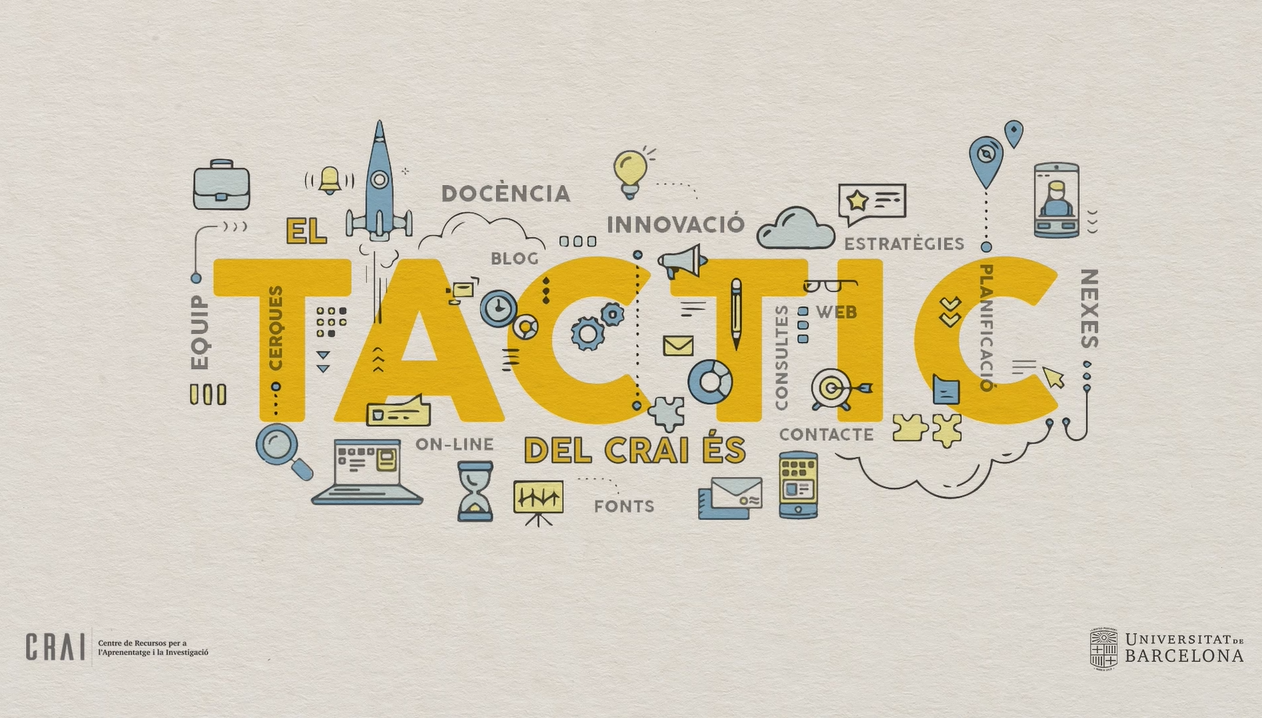 EL
DOCÈNCIA
INNOVACIÓ
BLOG
ESTRATÈGIES
TACTIC
EQUIP
CERQUES
CONSULTES
WEB
PLANIFICACIÓ
NEXES
ON-LINE
DEL CRAI ÉS
CONTACTE
FONTS
CRAI
Centre de Recursos per a
l'Aprenentatge i la Investigació
UNIVERSITAT DE
BARCELONA